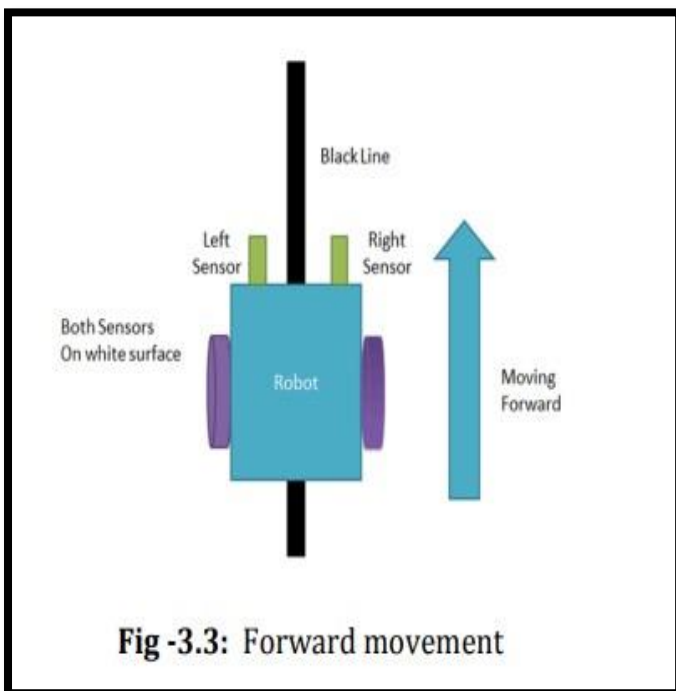 Black Line
Left
Sensor
Right
Sensor
Both Sensors
On white surface
Robot
Moving
Forward
Fig -3.3: Forward movement